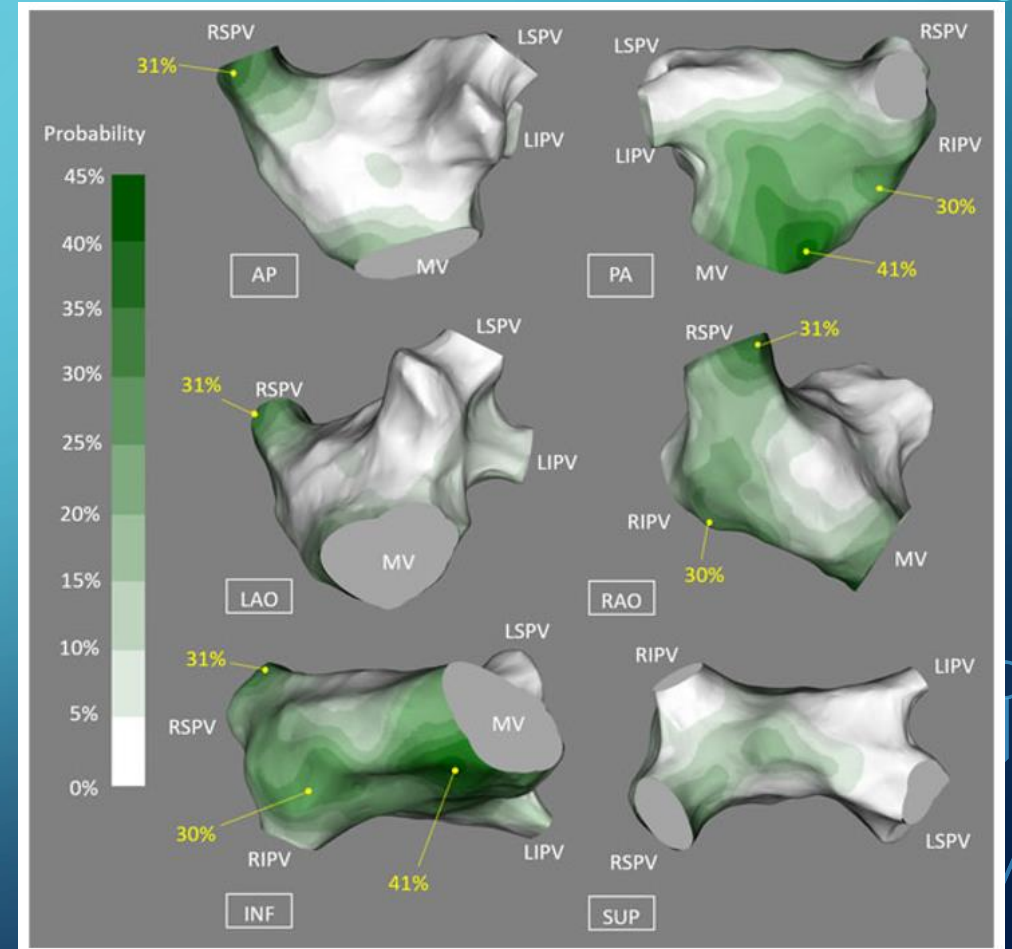 RSPV
LSPV
31%
LIPV
MV
AP
LSPV
RSPV
LIPV
RIPV
30%
41%
MV
PA
Probability
45%
40%
35%
30%
25%
20%
15%
10%
5%
0%
LSPV
31%
RSPV
LIPV
MV
LAO
RSPV
31%
RIPV
30%
MV
RAO
LSPV
31%
RSPV
MV
30%
RIPV
LIPV
41%
INF
RIPV
LIPV
LSPV
RSPV
SUP